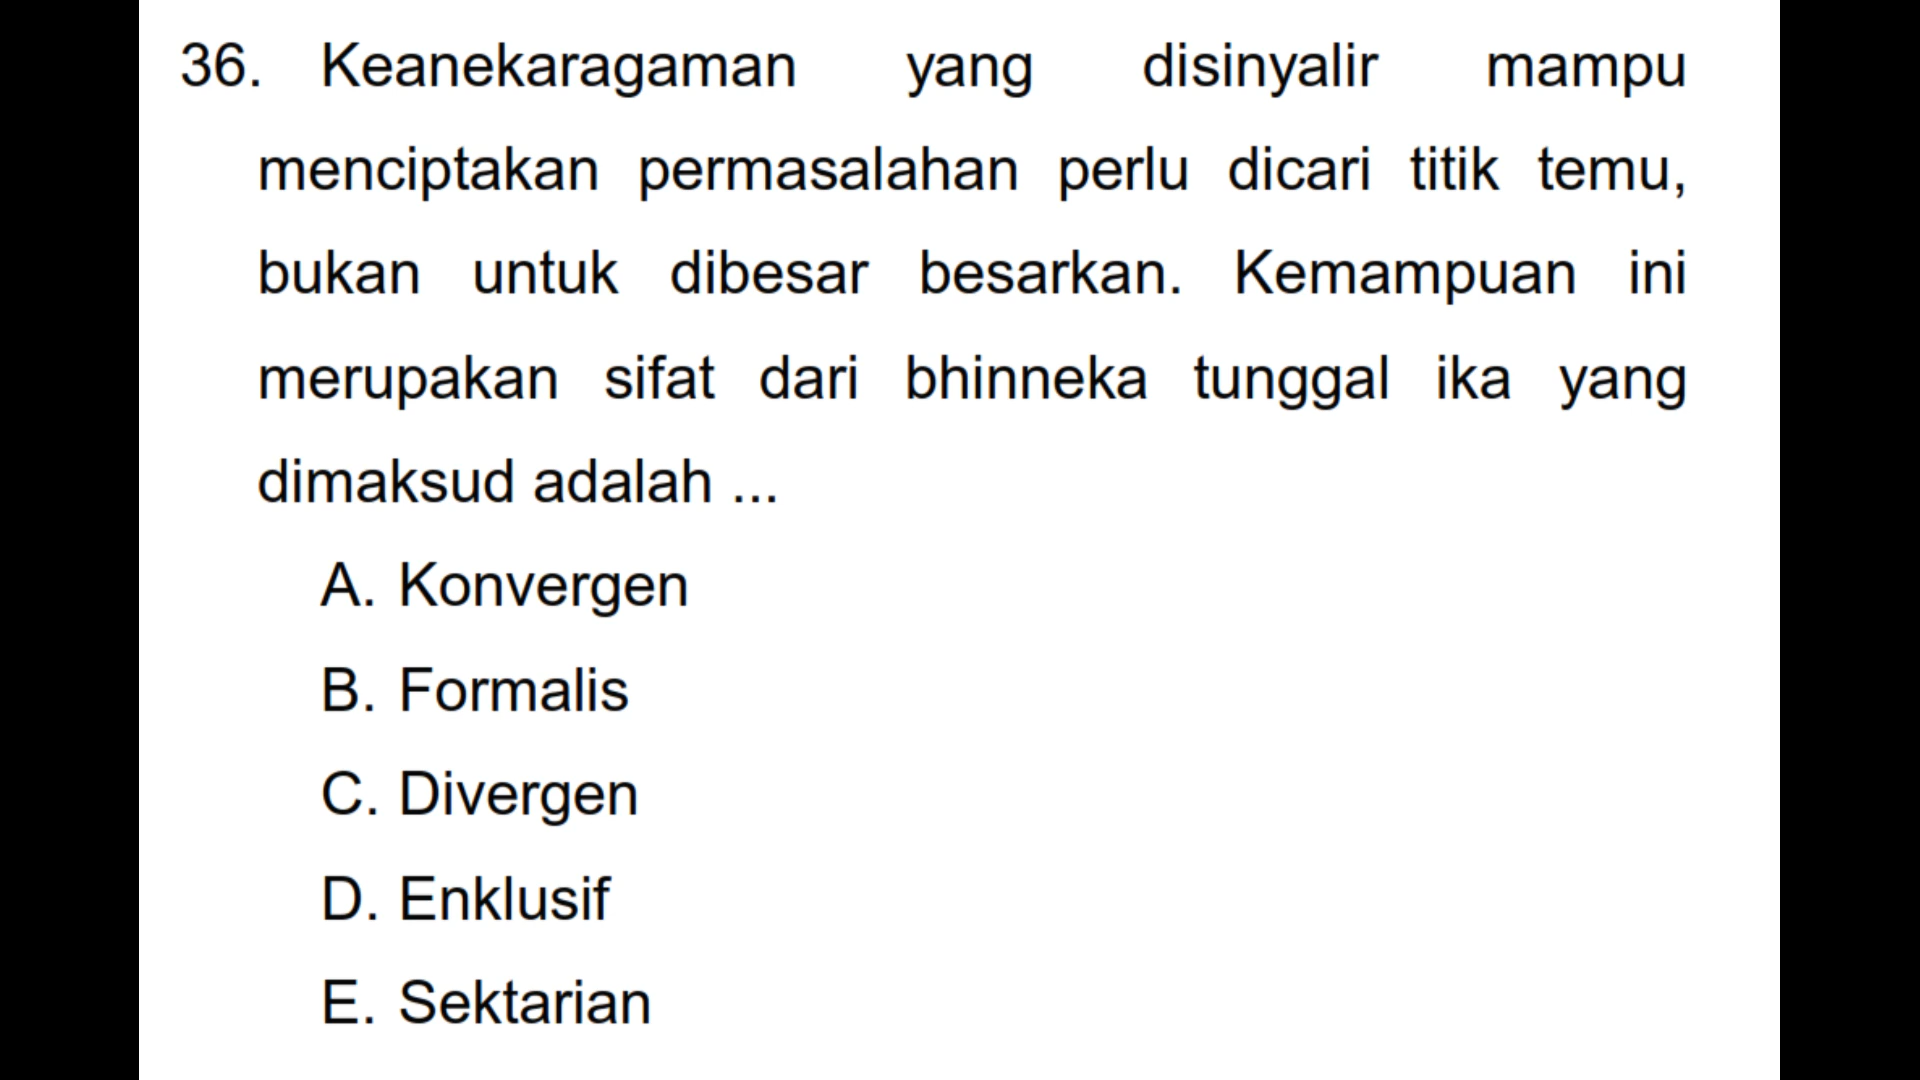 36. Keanekaragaman yang disinyalir mampu
menciptakan permasalahan perlu dicari titik temu,
bukan untuk dibesar besarkan. Kemampuan ini
merupakan sifat dari bhinneka tunggal ika yang
dimaksud adalah ...
A. Konvergen
B. Formalis
C. Divergen
D. Enklusif
E. Sektarian